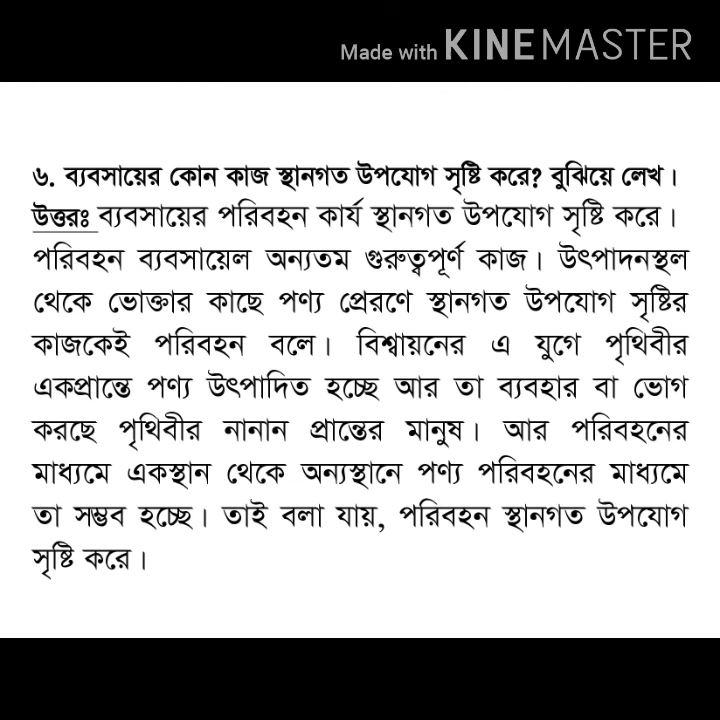 Made with KINEMASTER
৬. ব্যবসায়ের কোন কাজ স্থানগত উপযোগ সৃষ্টি করে? বুঝিয়ে লেখ।
উত্তরঃ ব্যবসায়ের পরিবহন কার্য স্থানগত উপযোগ সৃষ্টি করে।
পরিবহন ব্যবসায়েল অন্যতম গুরুত্বপূর্ণ কাজ। উৎপাদনস্থল
থেকে ভোক্তার কাছে পণ্য প্রেরণে স্থানগত উপযোগ সৃষ্টির
কাজকেই পরিবহন বলে। বিশ্বায়নের এ যুগে পৃথিবীর
একপ্রান্তে পণ্য উৎপাদিত হচ্ছে আর তা ব্যবহার বা ভোগ
করছে পৃথিবীর নানান প্রান্তের মানুষ। আর পরিবহনের
মাধ্যমে একস্থান থেকে অন্যস্থানে পণ্য পরিবহনের মাধ্যমে
তা সম্ভব হচ্ছে। তাই বলা যায়, পরিবহন স্থানগত উপযোগ
সৃষ্টি করে।